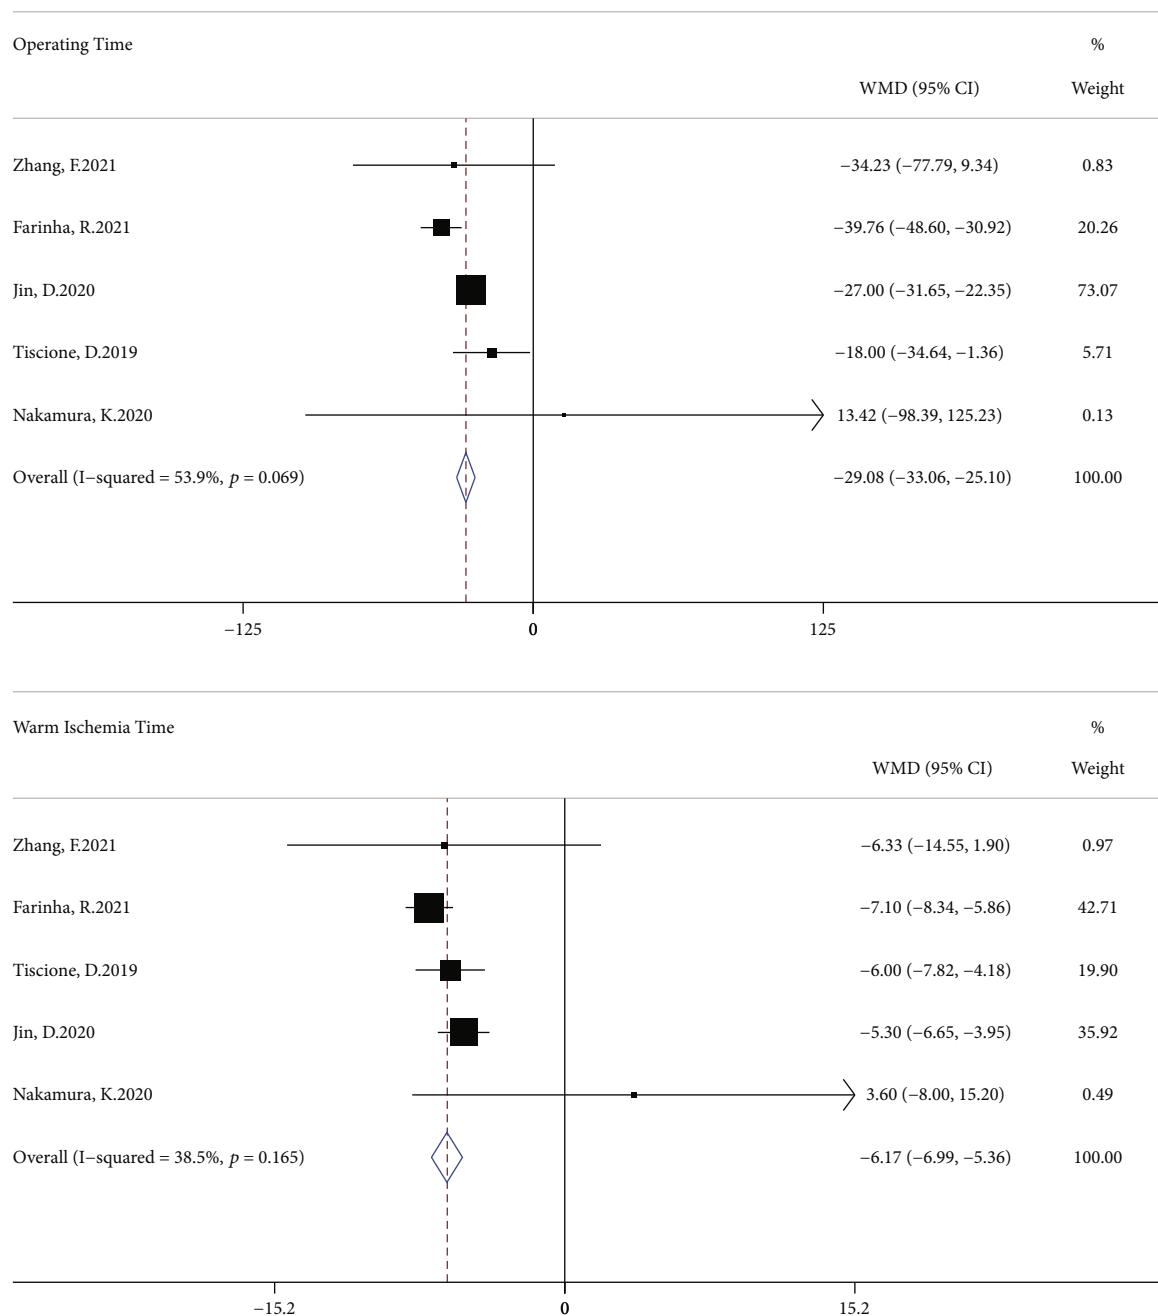 Operating Time %
WMD (95% CI) Weight
Zhang, F.2021 −34.23 (−77.79, 9.34) 0.83
Farinha, R.2021 −39.76 (−48.60, −30.92) 20.26
Jin, D.2020 −27.00 (−31.65, −22.35) 73.07
Tiscione, D.2019 −18.00 (−34.64, −1.36) 5.71
Nakamura, K.2020 13.42 (−98.39, 125.23) 0.13
Overall (I−squared = 53.9%, p = 0.069) −29.08 (−33.06, −25.10) 100.00
−125 0 125
Warm Ischemia Time %
WMD (95% CI) Weight
Zhang, F.2021 −6.33 (−14.55, 1.90) 0.97
Farinha, R.2021 −7.10 (−8.34, −5.86) 42.71
Tiscione, D.2019 −6.00 (−7.82, −4.18) 19.90
Jin, D.2020 −5.30 (−6.65, −3.95) 35.92
Nakamura, K.2020 3.60 (−8.00, 15.20) 0.49
Overall (I−squared = 38.5%, p = 0.165) −6.17 (−6.99, −5.36) 100.00
−15.2 0 15.2